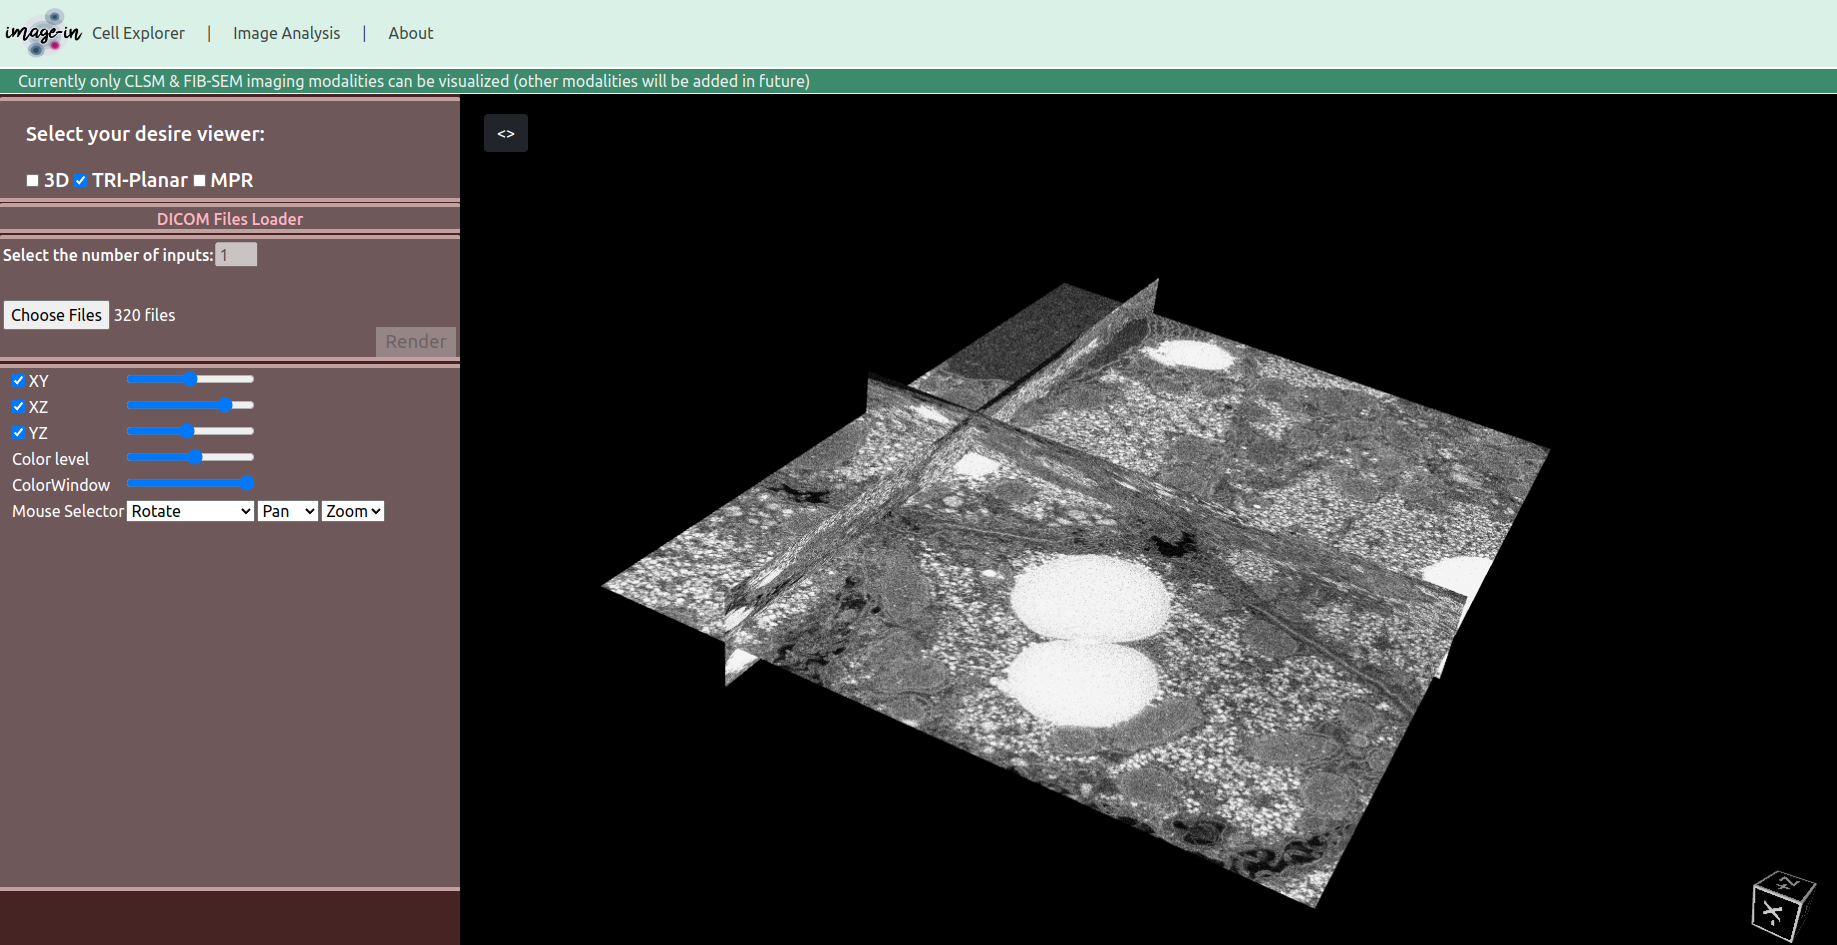 image-in Cell Explorer | Image Analysis | About
Currently only CLSM & FIB-SEM imaging modalities can be visualized (other modalities will be added in future)
Select your desire viewer:
3D TRI-Planar MPR
DICOM Files Loader
Select the number of inputs: 1
Choose Files 320 files
Render
XY
XZ
YZ
Color level
ColorWindow
Mouse Selector Rotate Pan Zoom
<>
+Z
-X